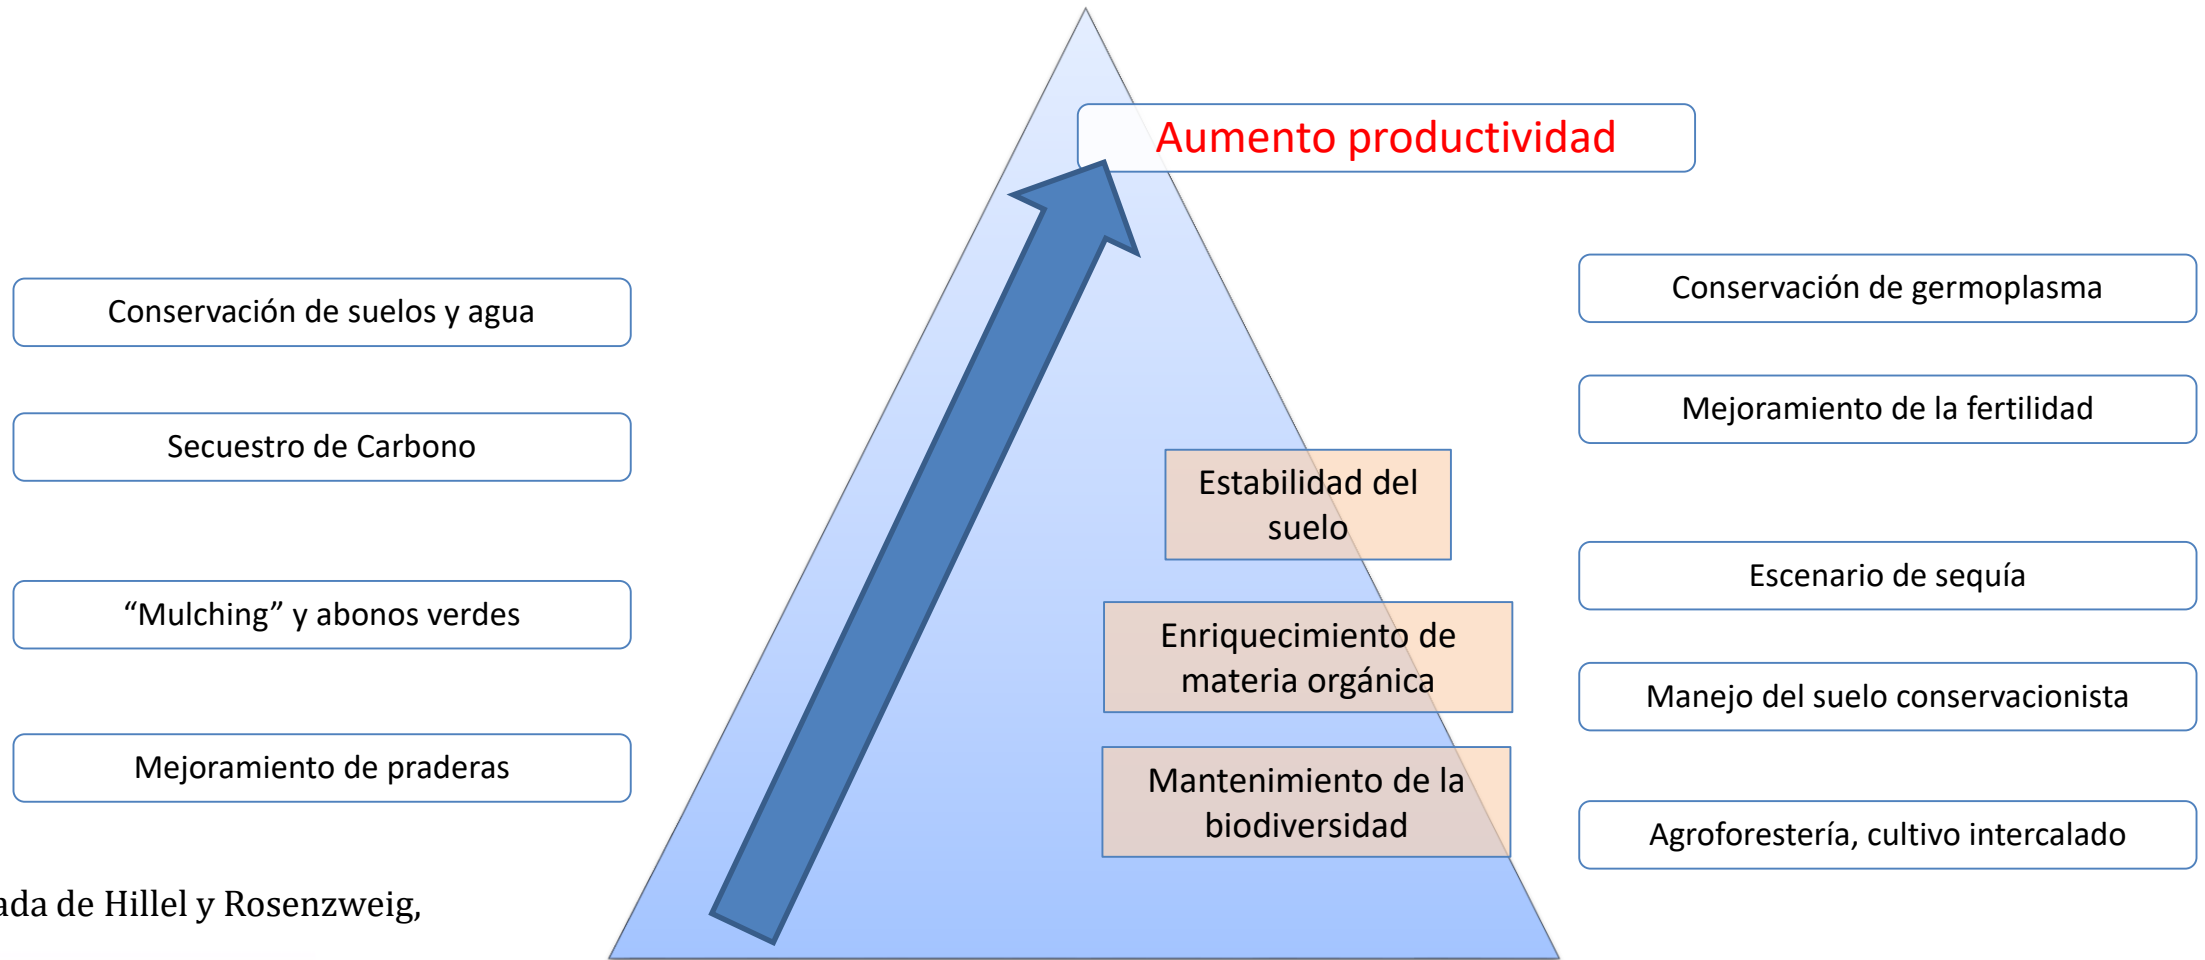 Aumento productividad
Conservación de suelos y agua
Secuestro de Carbono
“Mulching” y abonos verdes
Mejoramiento de praderas
Estabilidad del
suelo
Enriquecimiento de
materia orgánica
Mantenimiento de la
biodiversidad
Conservación de germoplasma
Mejoramiento de la fertilidad
Escenario de sequía
Manejo del suelo conservacionista
Agroforestería, cultivo intercalado
de Hillel y Rosenzweig,